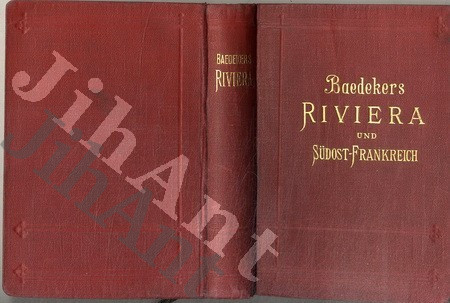 BAEDEKERS
RIVIERA
Baedekers
RIVIERA
UND
SÜDOST-FRANKREICH
JihAnt
JihAnt